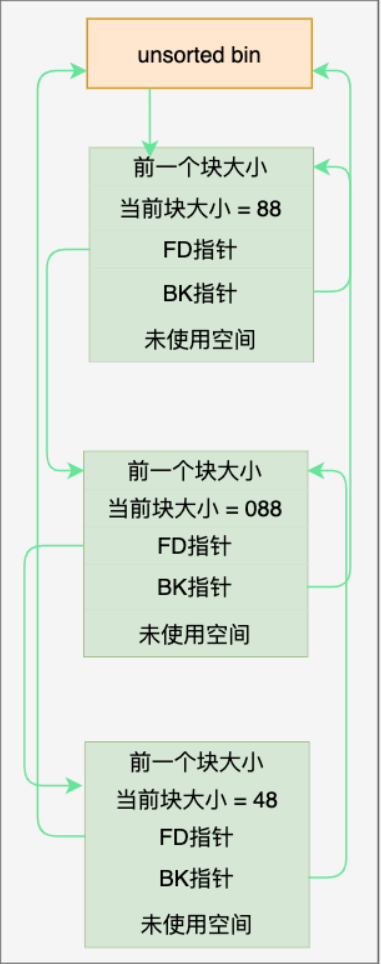 unsorted bin
前一个块大小
当前块大小 = 88
FD指针
BK指针
未使用空间
前一个块大小
当前块大小 = 088
FD指针
BK指针
未使用空间
前一个块大小
当前块大小 = 48
FD指针
BK指针
未使用空间